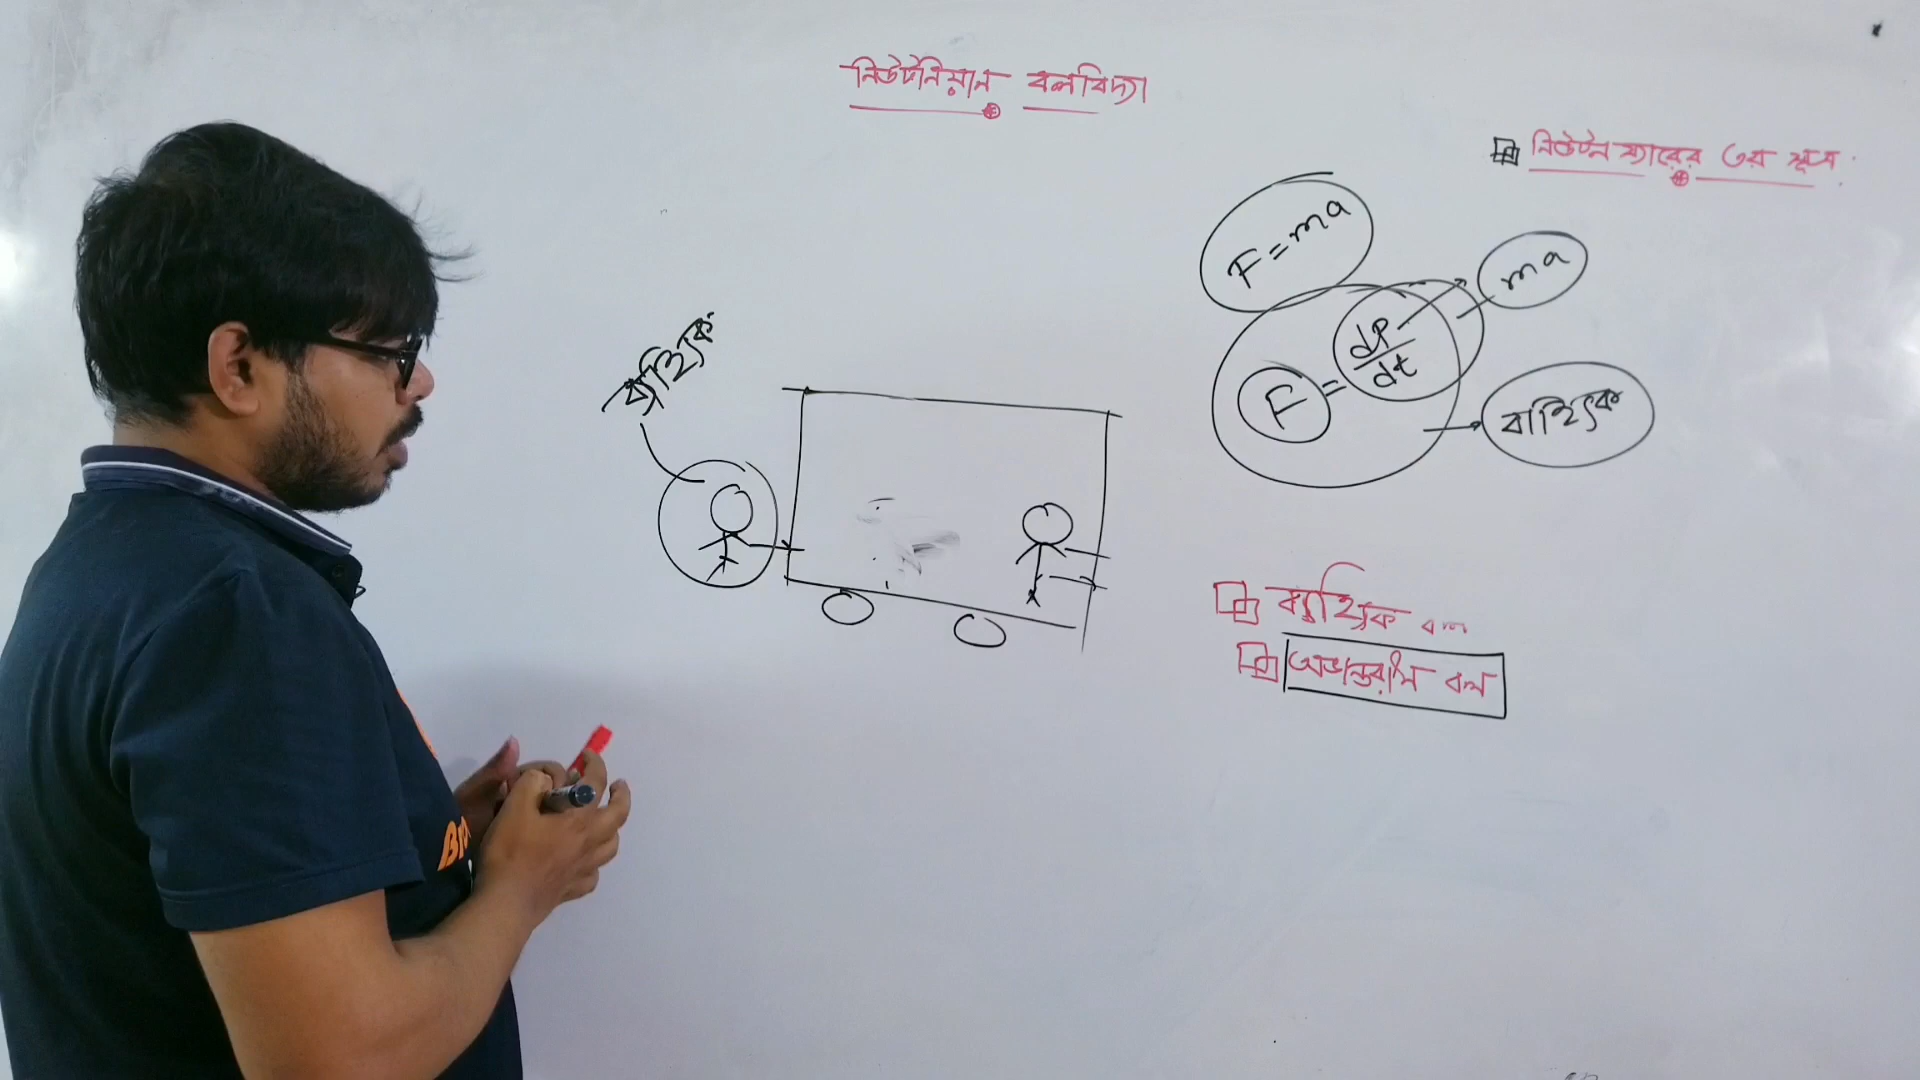 নিউটনিয়ান বলবিদ্যা
নিউটন স্যারের ৩য় সূত্র:
F = ma
ma
F = dP/dt
বাহ্যিক
বাহ্যিক
বাহ্যিক বল
অভ্যন্তরীণ বল